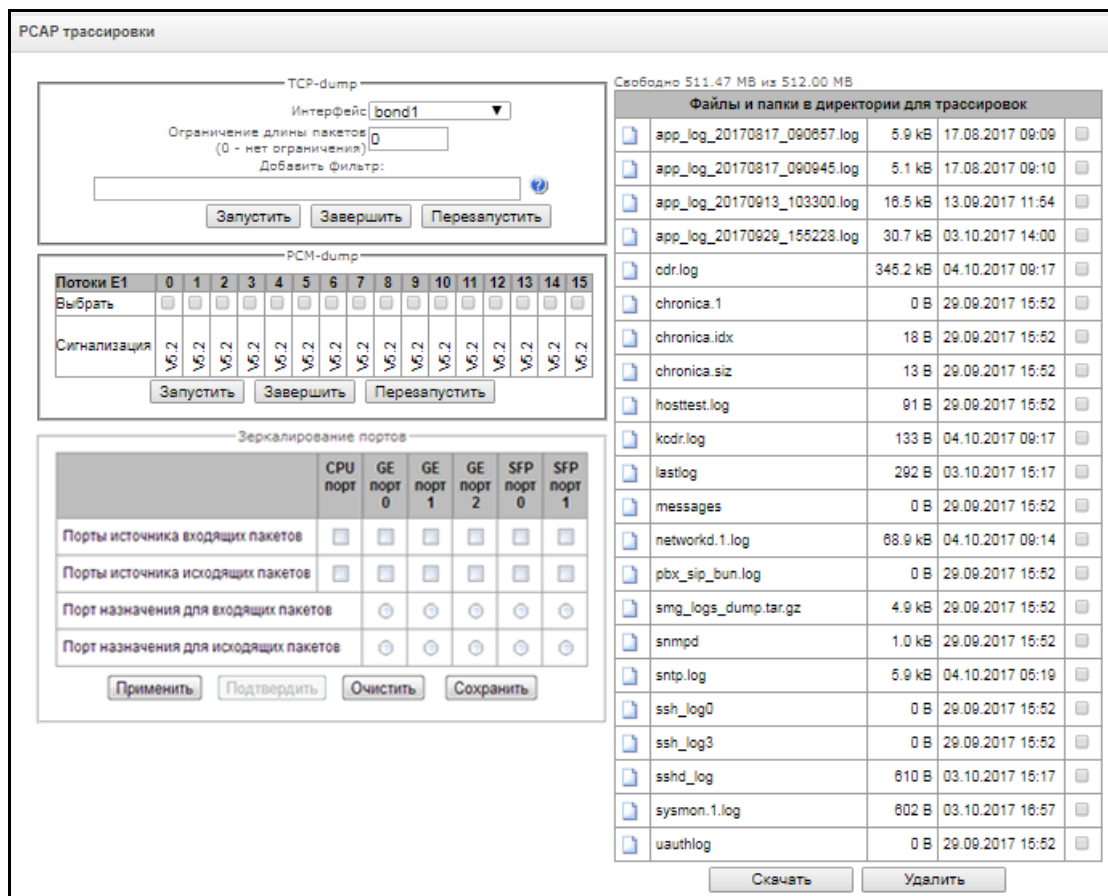 PCAP трассировки
TCP-dump
Интерфейс bond1
Ограничение длины пакетов 0
(0 - нет ограничения)
Добавить фильтр:
Запустить Завершить Перезапустить
PCM-dump
Потоки E1 0 1 2 3 4 5 6 7 8 9 10 11 12 13 14 15
Выбрать
Сигнализация V5.2 V5.2 V5.2 V5.2 V5.2 V5.2 V5.2 V5.2 V5.2 V5.2 V5.2 V5.2 V5.2 V5.2 V5.2 V5.2
Запустить Завершить Перезапустить
Зеркалирование портов
CPU порт GE порт 0 GE порт 1 GE порт 2 SFP порт 0 SFP порт 1
Порты источника входящих пакетов
Порты источника исходящих пакетов
Порт назначения для входящих пакетов
Порт назначения для исходящих пакетов
Применить Подтвердить Очистить Сохранить
Свободно 511.47 MB из 512.00 MB
Файлы и папки в директории для трассировок
app_log_20170817_090657.log 5.9 kB 17.08.2017 09:09
app_log_20170817_090945.log 5.1 kB 17.08.2017 09:10
app_log_20170913_103300.log 16.5 kB 13.09.2017 11:54
app_log_20170929_155228.log 30.7 kB 03.10.2017 14:00
cdr.log 345.2 kB 04.10.2017 09:17
chronica.1 0 B 29.09.2017 15:52
chronica.idx 18 B 29.09.2017 15:52
chronica.siz 13 B 29.09.2017 15:52
hosttest.log 91 B 29.09.2017 15:52
kcdr.log 133 B 04.10.2017 09:17
lastlog 292 B 03.10.2017 15:17
messages 0 B 29.09.2017 15:52
networkd.1.log 68.9 kB 04.10.2017 09:14
pbx_sip_bun.log 0 B 29.09.2017 15:52
smg_logs_dump.tar.gz 4.9 kB 29.09.2017 15:52
snmpd 1.0 kB 29.09.2017 15:52
sntp.log 5.9 kB 04.10.2017 05:19
ssh_log0 0 B 29.09.2017 15:52
ssh_log3 0 B 29.09.2017 15:52
sshd_log 610 B 03.10.2017 15:17
sysmon.1.log 602 B 03.10.2017 16:57
uauthlog 0 B 29.09.2017 15:52
Скачать Удалить